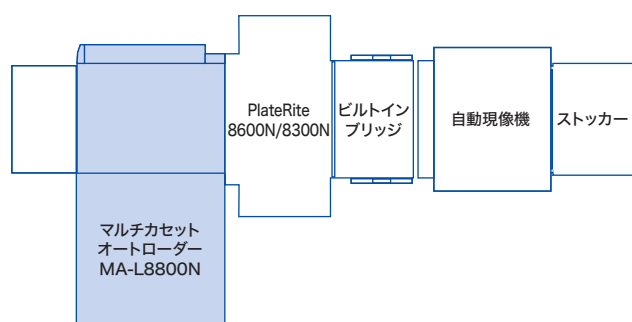 マルチカセット
オートローダー
MA-L8800N
PlateRite
8600N/8300N
ビルトイン
ブリッジ
自動現像機
ストッカー